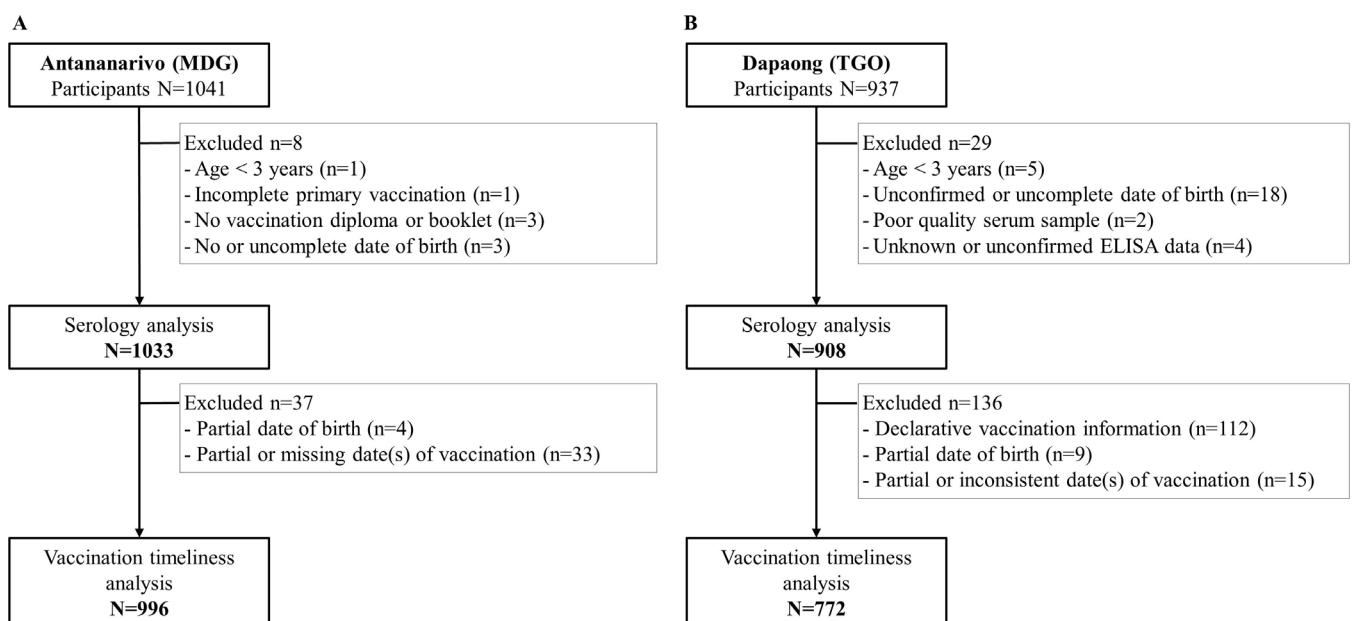 A
Antananarivo (MDG)
Participants N=1041
Excluded n=8
- Age < 3 years (n=1)
- Incomplete primary vaccination (n=1)
- No vaccination diploma or booklet (n=3)
- No or uncomplete date of birth (n=3)
Serology analysis
N=1033
Excluded n=37
- Partial date of birth (n=4)
- Partial or missing date(s) of vaccination (n=33)
Vaccination timeliness
analysis
N=996
B
Dapaong (TGO)
Participants N=937
Excluded n=29
- Age < 3 years (n=5)
- Unconfirmed or uncomplete date of birth (n=18)
- Poor quality serum sample (n=2)
- Unknown or unconfirmed ELISA data (n=4)
Serology analysis
N=908
Excluded n=136
- Declarative vaccination information (n=112)
- Partial date of birth (n=9)
- Partial or inconsistent date(s) of vaccination (n=15)
Vaccination timeliness
analysis
N=772